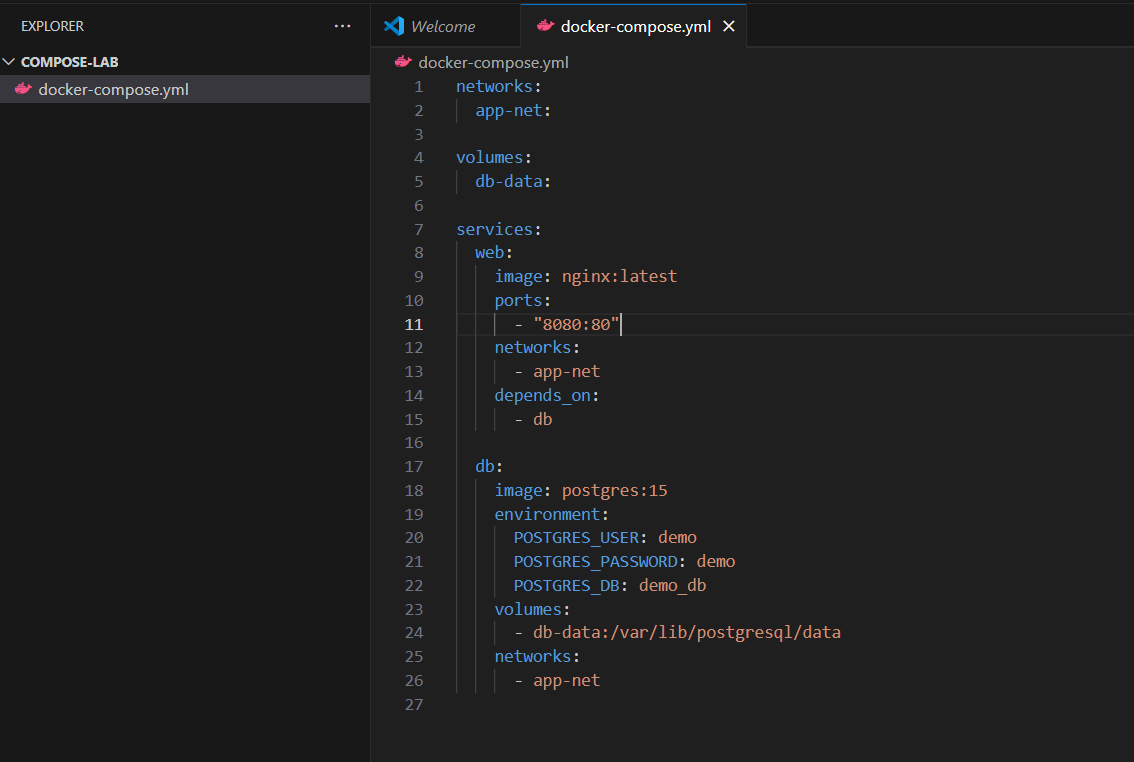 EXPLORER ...
COMPOSE-LAB
docker-compose.yml
Welcome
docker-compose.yml
docker-compose.yml
1 networks:
2   app-net:
3
4 volumes:
5   db-data:
6
7 services:
8   web:
9     image: nginx:latest
10     ports:
11       - "8080:80"
12     networks:
13       - app-net
14     depends_on:
15       - db
16
17   db:
18     image: postgres:15
19     environment:
20       POSTGRES_USER: demo
21       POSTGRES_PASSWORD: demo
22       POSTGRES_DB: demo_db
23     volumes:
24       - db-data:/var/lib/postgresql/data
25     networks:
26       - app-net
27